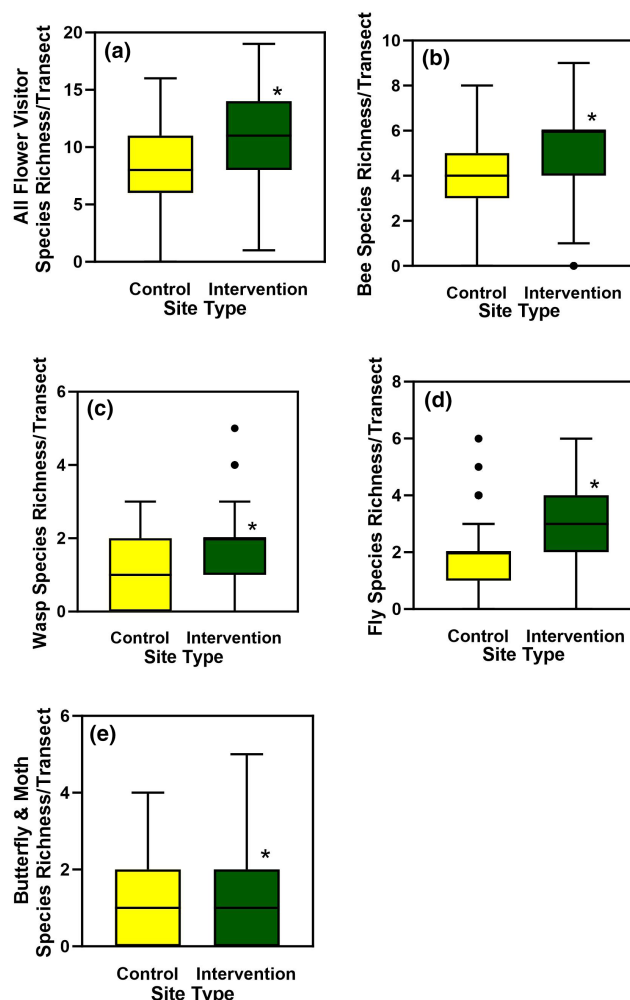 (a)
All Flower Visitor
Species Richness/Transect
20
15
10
5
0
*
Control Intervention
Site Type
(b)
Bee Species Richness/Transect
10
8
6
4
2
0
*
Control Intervention
Site Type
(c)
Wasp Species Richness/Transect
6
4
2
0
*
Control Intervention
Site Type
(d)
Fly Species Richness/Transect
8
6
4
2
0
*
Control Intervention
Site Type
(e)
Butterfly & Moth
Species Richness/Transect
6
4
2
0
*
Control Intervention
Site Type